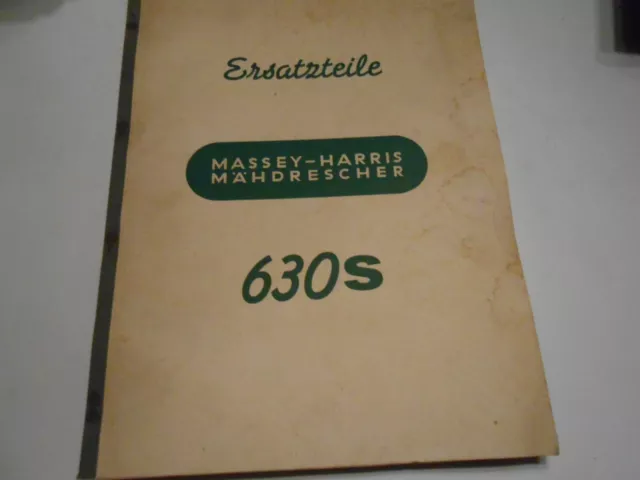 Ersatzteile
MASSEY-HARRIS
MÄHDRESCHER
630S